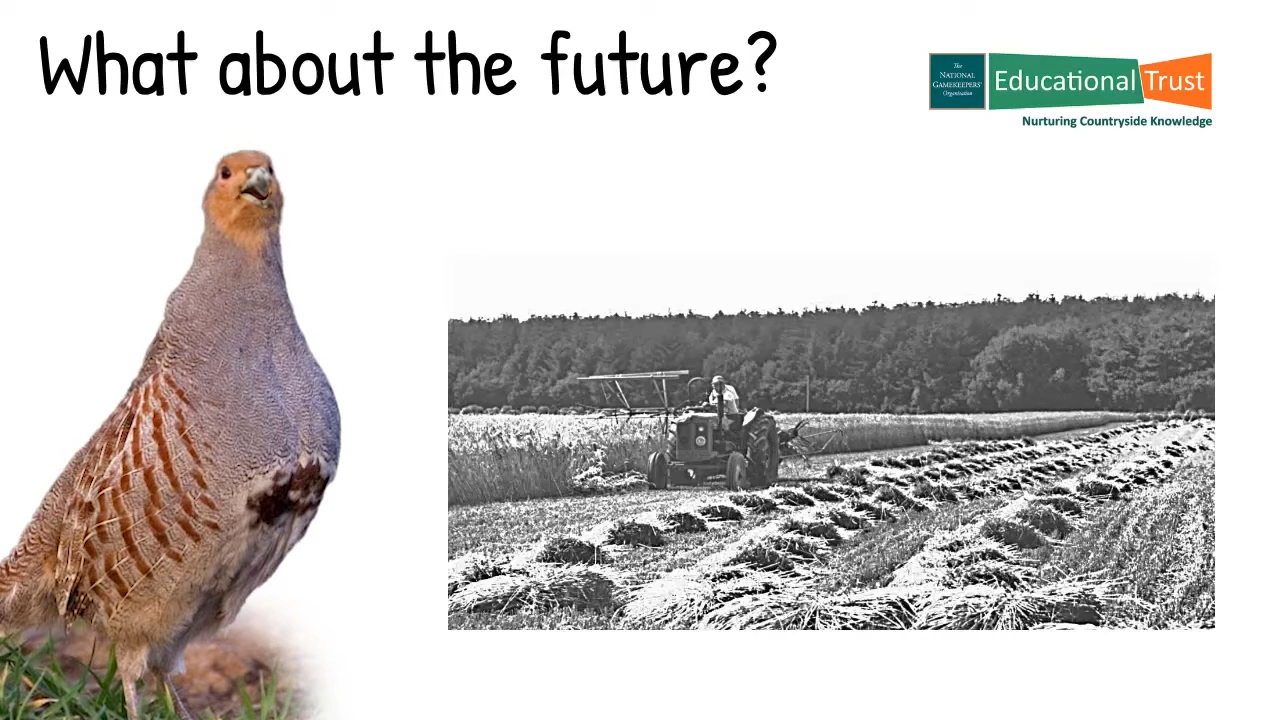 What about the future?
The
NATIONAL
GAMEKEEPERS'
Organisation
Educational Trust
Nurturing Countryside Knowledge